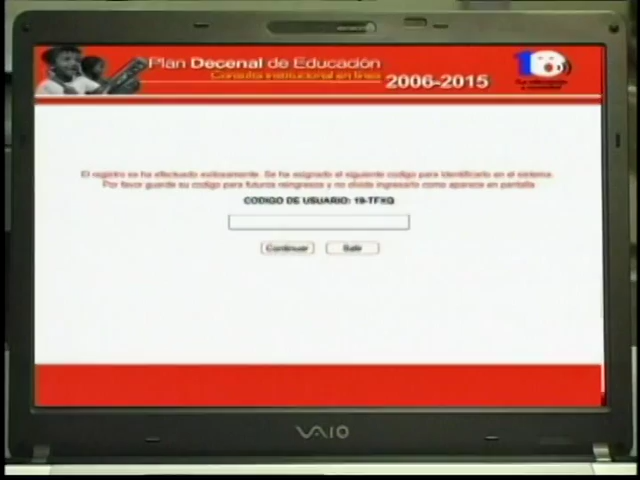 Plan Decenal de Educación
Consulta institucional en línea
2006-2015
10
El registro se ha efectuado exitosamente. Se ha asignado el siguiente codigo para identificarlo en el sistema.
Por favor guarde su codigo para futuros reingresos y no olvide ingresarlo como aparece en pantalla
CODIGO DE USUARIO: 19-TFXQ
Continuar
Salir
VAIO